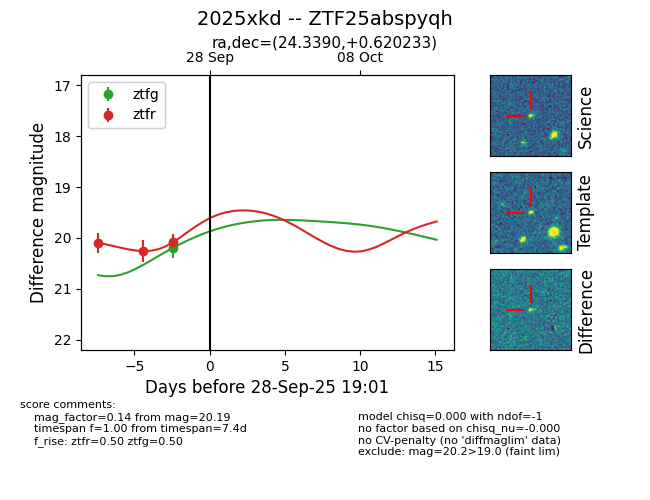 2025xkd -- ZTF25abspyqh
ra,dec=(24.3390,+0.620233)
28 Sep 08 Oct
ztfg
ztfr
17
18
19
20
21
22
Difference magnitude
−5 0 5 10 15
Days before 28-Sep-25 19:01
Science
Template
Difference
score comments:
mag_factor=0.14 from mag=20.19
timespan f=1.00 from timespan=7.4d
f_rise: ztfr=0.50 ztfg=0.50
model chisq=0.000 with ndof=-1
no factor based on chisq_nu=-0.000
no CV-penalty (no 'diffmaglim' data)
exclude: mag=20.2>19.0 (faint lim)